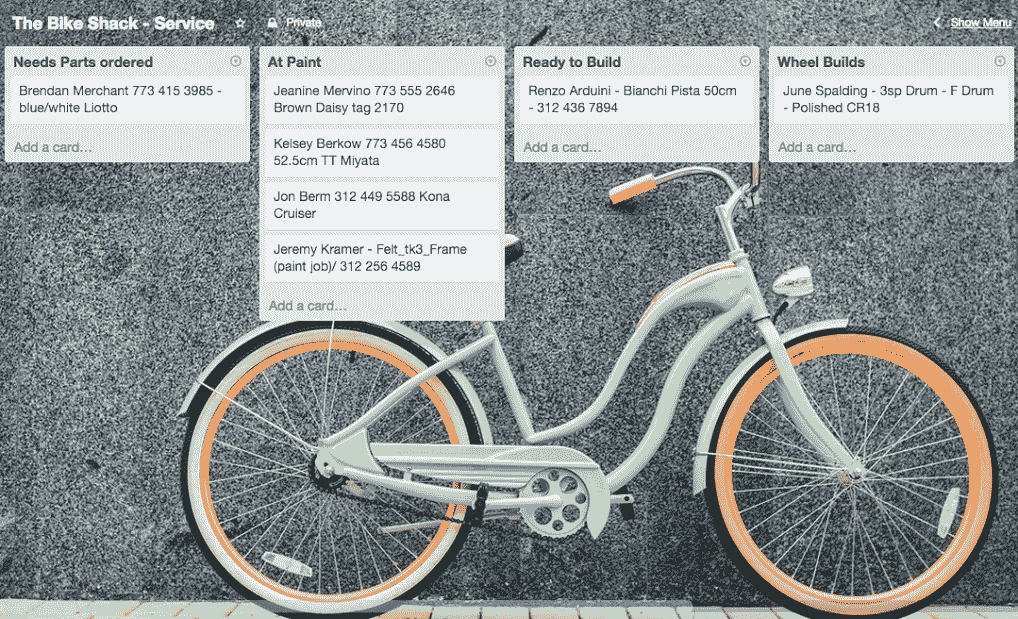 The Bike Shack - Service
Private
Show Menu
Needs Parts ordered
Brendan Merchant 773 415 3985 -
blue/white Liotto
Add a card...
At Paint
Jeanine Mervino 773 555 2646
Brown Daisy tag 2170
Kelsey Berkow 773 456 4580
52.5cm TT Miyata
Jon Berm 312 449 5588 Kona
Cruiser
Jeremy Kramer - Felt_tk3_Frame
(paint job)/ 312 256 4589
Add a card...
Ready to Build
Renzo Arduini - Bianchi Pista 50cm
- 312 436 7894
Add a card...
Wheel Builds
June Spalding - 3sp Drum - F Drum
- Polished CR18
Add a card...